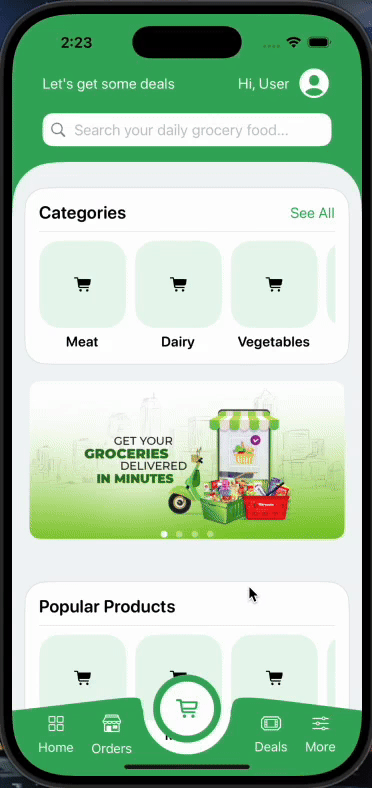 2:23
Let's get some deals
Hi, User
Search your daily grocery food...
Categories
See All
Meat
Dairy
Vegetables
GET YOUR
GROCERIES
DELIVERED
IN MINUTES
Popular Products
Home
Orders
Deals
More